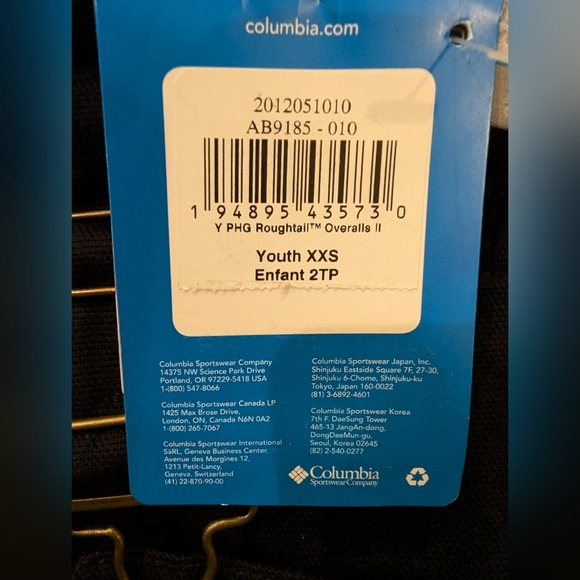 columbia.com
2012051010
AB9185 - 010
1 94895 43573 0
Y PHG Roughtail™ Overalls II
Youth XXS
Enfant 2TP
Columbia Sportswear Company
14375 NW Science Park Drive
Portland, OR 97229-5418 USA
1-(800) 547-8066
Columbia Sportswear Canada LP
1425 Max Brose Drive,
London, ON, Canada N6N 0A2
1-(800) 265-7067
Columbia Sportswear International
SàRL, Geneva Business Center,
Avenue des Morgines 12,
1213 Petit-Lancy,
Geneva, Switzerland
(41) 22-870-90-00
Columbia Sportswear Japan, Inc.
Shinjuku Eastside Square 7F, 27-30,
Shinjuku 6-Chome, Shinjuku-ku
Tokyo, Japan 160-0022
(81) 3-6892-4601
Columbia Sportswear Korea
7th F. DaeSung Tower
465-13 JangAn-dong,
DongDaeMun-gu,
Seoul, Korea 02645
(82) 2-540-0277
Columbia
Sportswear Company